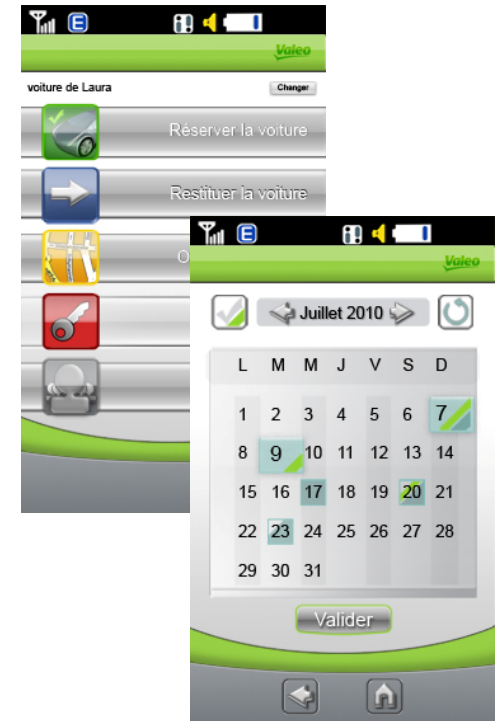 E
Valeo
voiture de Laura Changer
Réserver la voiture
Restituer la voiture
O
E
Valeo
Juillet 2010
L M M J V S D
1 2 3 4 5 6 7
8 9 10 11 12 13 14
15 16 17 18 19 20 21
22 23 24 25 26 27 28
29 30 31
Valider